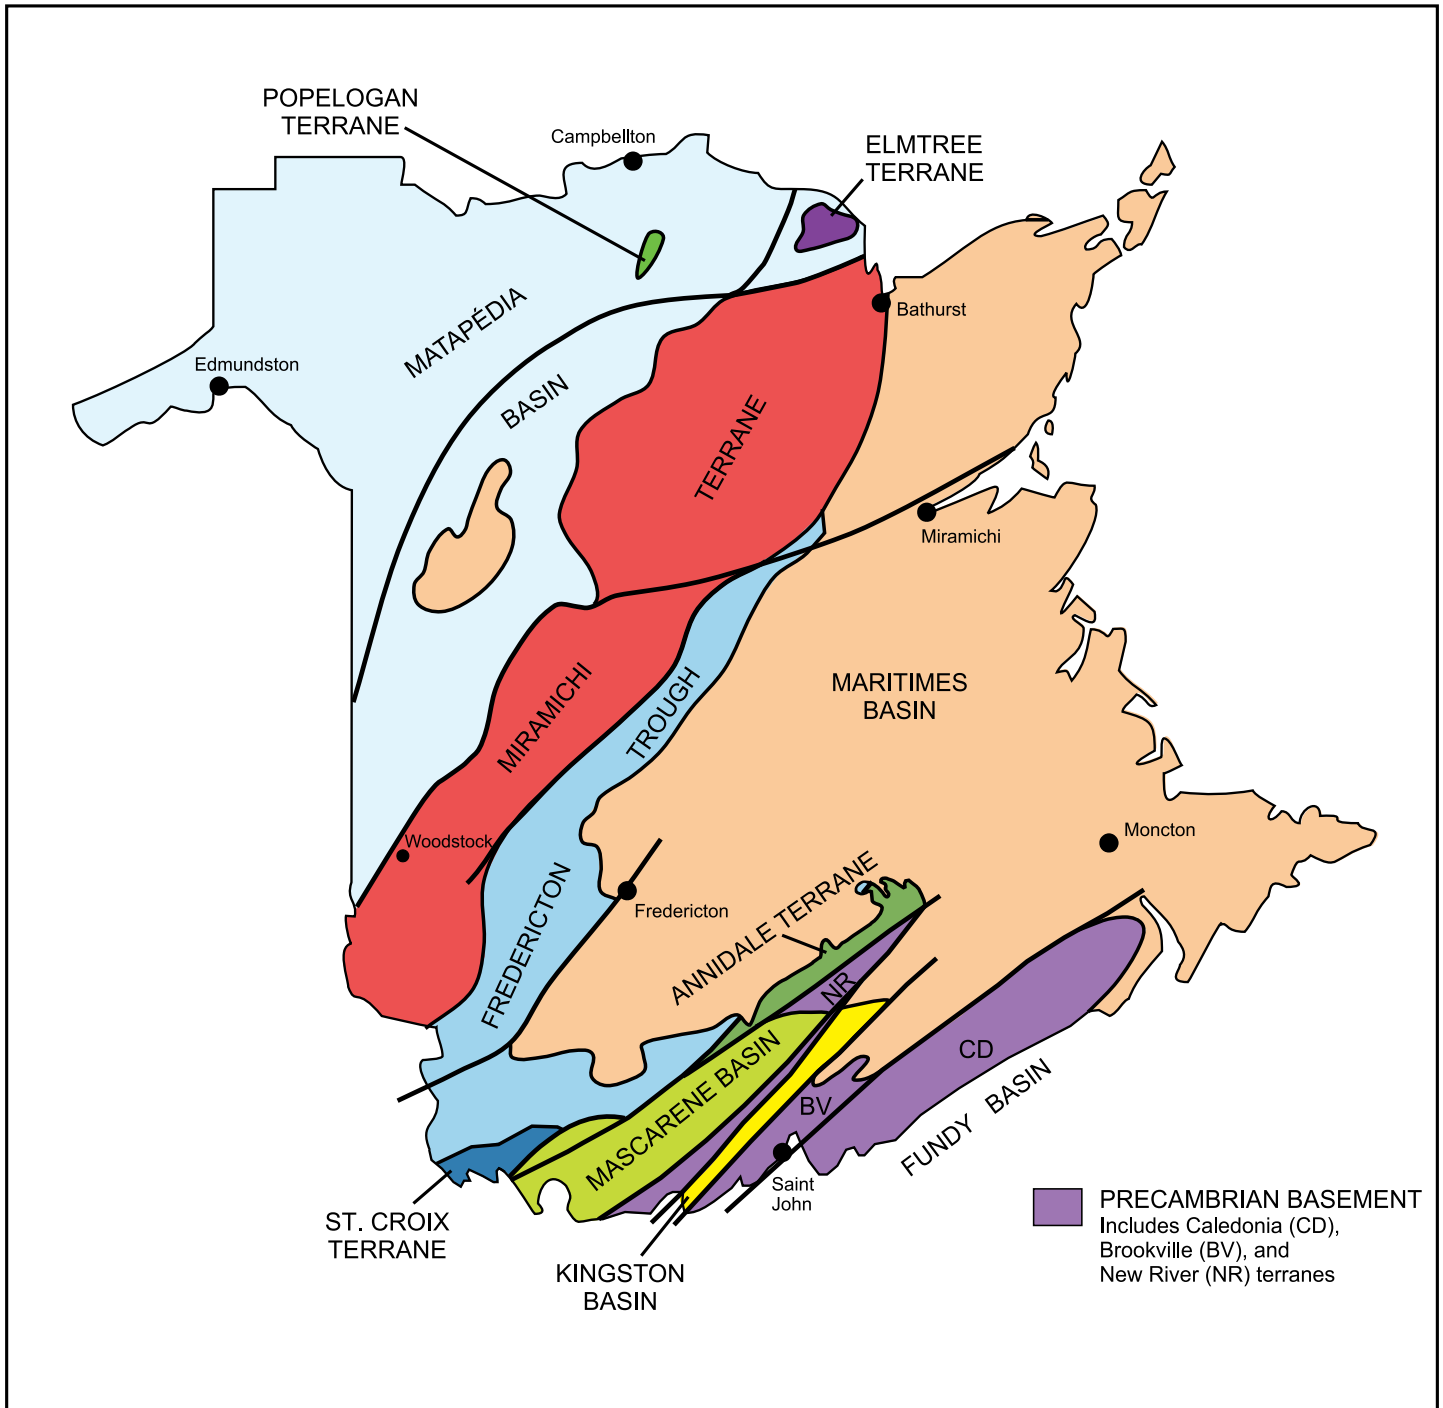 POPELOGAN
TERRANE
Campbellton
ELMTREE
TERRANE
MATAPÉDIA
BASIN
Edmundston
Bathurst
TERRANE
Miramichi
MARITIMES
BASIN
MIRAMICHI
TROUGH
Woodstock
Moncton
FREDERICTON
Fredericton
ANNIDALE TERRANE
NR
MASCARENE BASIN
CD
BV
FUNDY BASIN
Saint
John
ST. CROIX
TERRANE
KINGSTON
BASIN
PRECAMBRIAN BASEMENT
Includes Caledonia (CD),
Brookville (BV), and
New River (NR) terranes